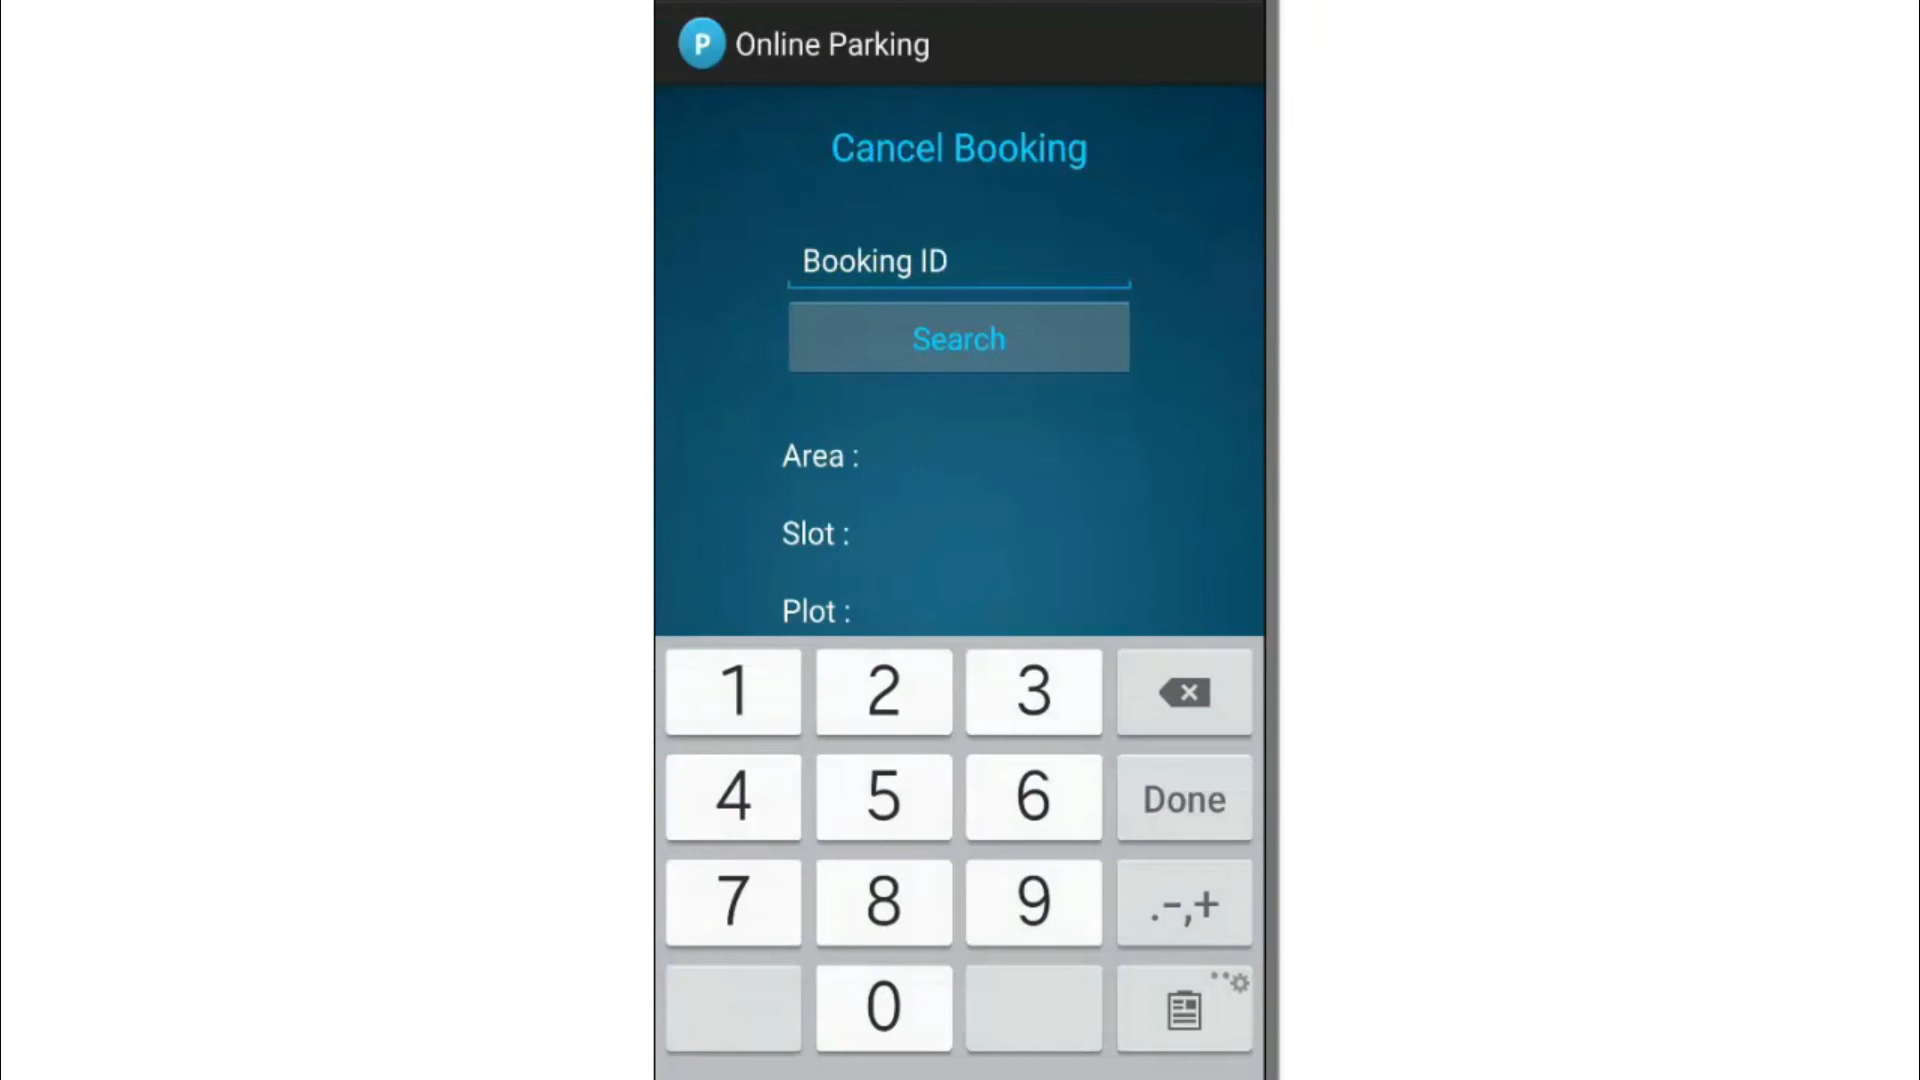 P Online Parking
Cancel Booking
Booking ID
Search
Area :
Slot :
Plot :
1 2 3
4 5 6 Done
7 8 9 .-,+
0